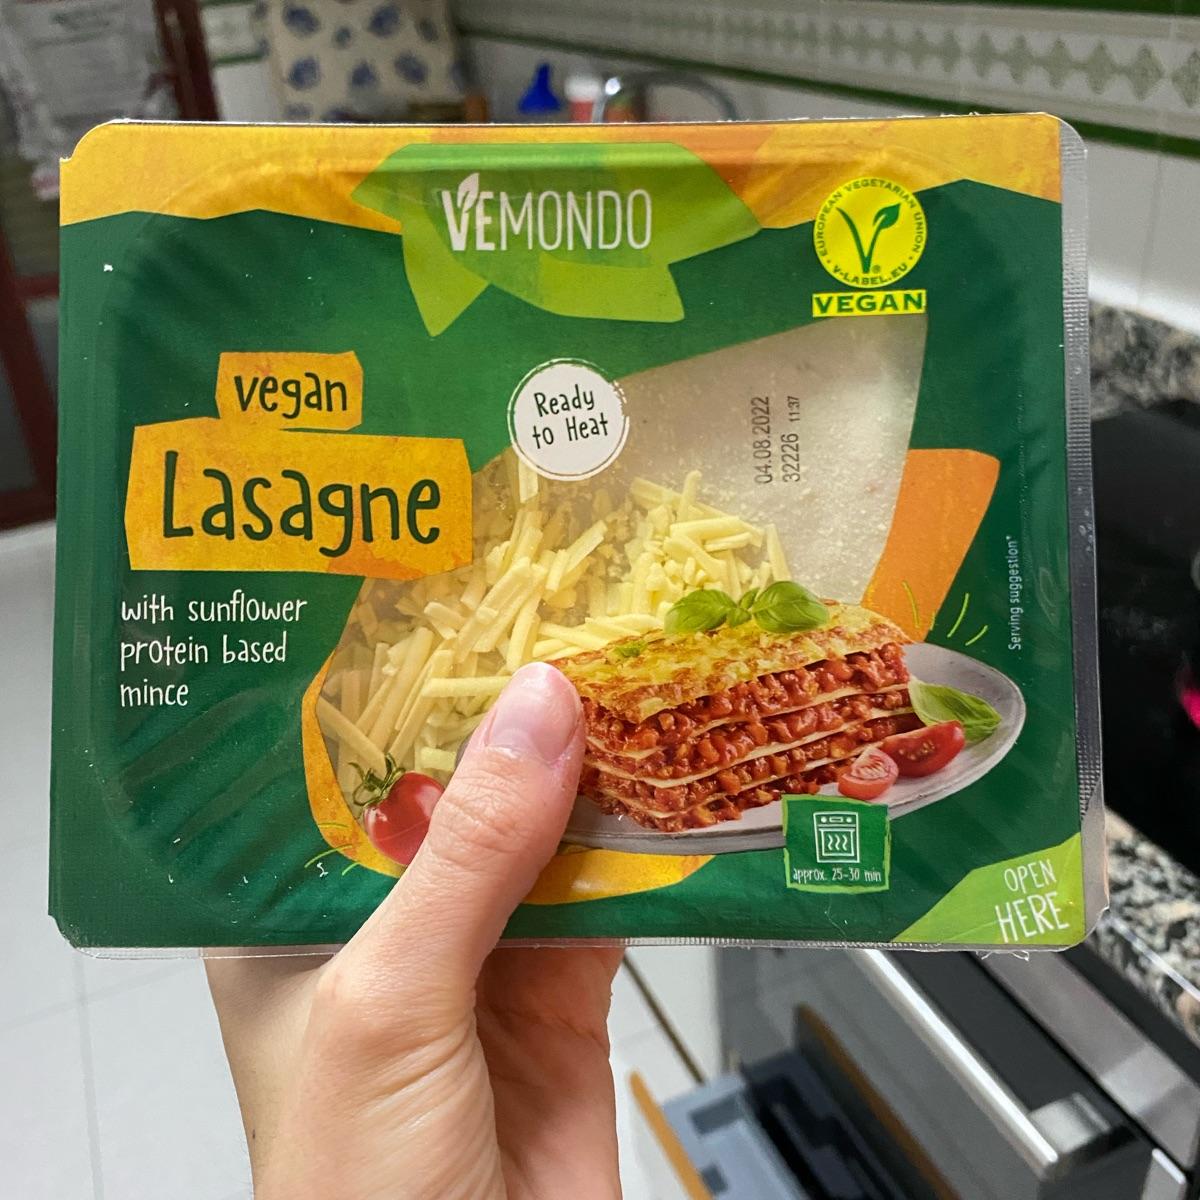 VEMONDO
EUROPEAN VEGETARIAN UNION
V-LABEL.EU
®
VEGAN
vegan
Lasagne
Ready
to Heat
04.08.2022
32226 11:37
with sunflower
protein based
mince
Serving suggestion*
approx. 25-30 min
OPEN
HERE